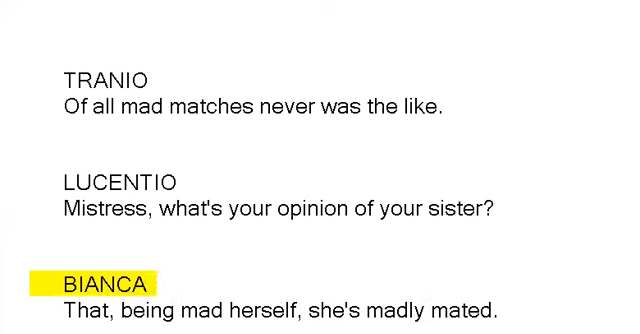 TRANIO
Of all mad matches never was the like.
LUCENTIO
Mistress, what's your opinion of your sister?
BIANCA
That, being mad herself, she's madly mated.